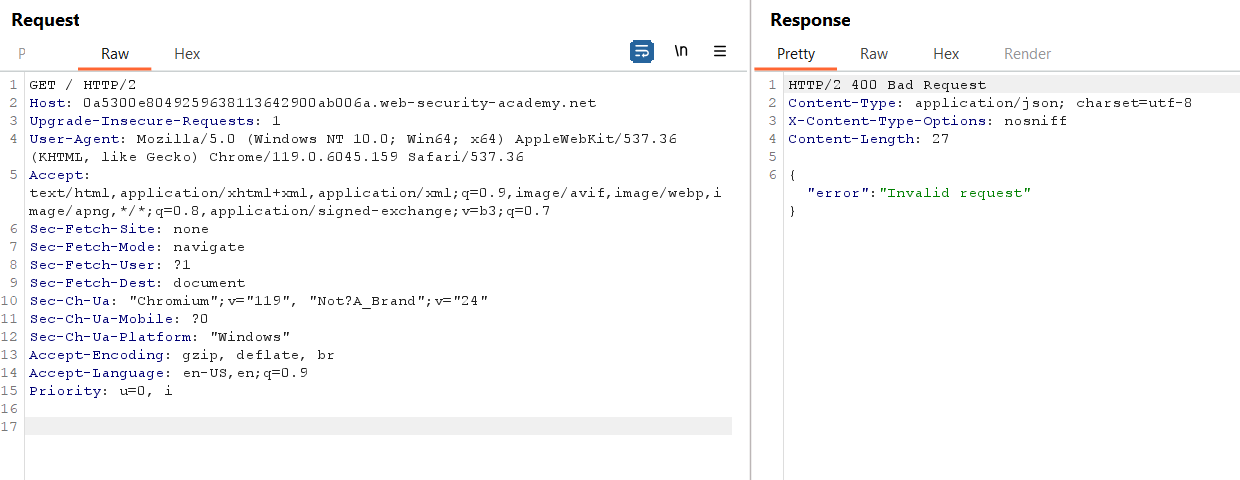 Request
P Raw Hex \n
1 GET / HTTP/2
2 Host: 0a5300e8049259638113642900ab006a.web-security-academy.net
3 Upgrade-Insecure-Requests: 1
4 User-Agent: Mozilla/5.0 (Windows NT 10.0; Win64; x64) AppleWebKit/537.36
(KHTML, like Gecko) Chrome/119.0.6045.159 Safari/537.36
5 Accept:
text/html,application/xhtml+xml,application/xml;q=0.9,image/avif,image/webp,i
mage/apng,*/*;q=0.8,application/signed-exchange;v=b3;q=0.7
6 Sec-Fetch-Site: none
7 Sec-Fetch-Mode: navigate
8 Sec-Fetch-User: ?1
9 Sec-Fetch-Dest: document
10 Sec-Ch-Ua: "Chromium";v="119", "Not?A_Brand";v="24"
11 Sec-Ch-Ua-Mobile: ?0
12 Sec-Ch-Ua-Platform: "Windows"
13 Accept-Encoding: gzip, deflate, br
14 Accept-Language: en-US,en;q=0.9
15 Priority: u=0, i
16
17
Response
Pretty Raw Hex Render
1 HTTP/2 400 Bad Request
2 Content-Type: application/json; charset=utf-8
3 X-Content-Type-Options: nosniff
4 Content-Length: 27
5
6 {
"error":"Invalid request"
}